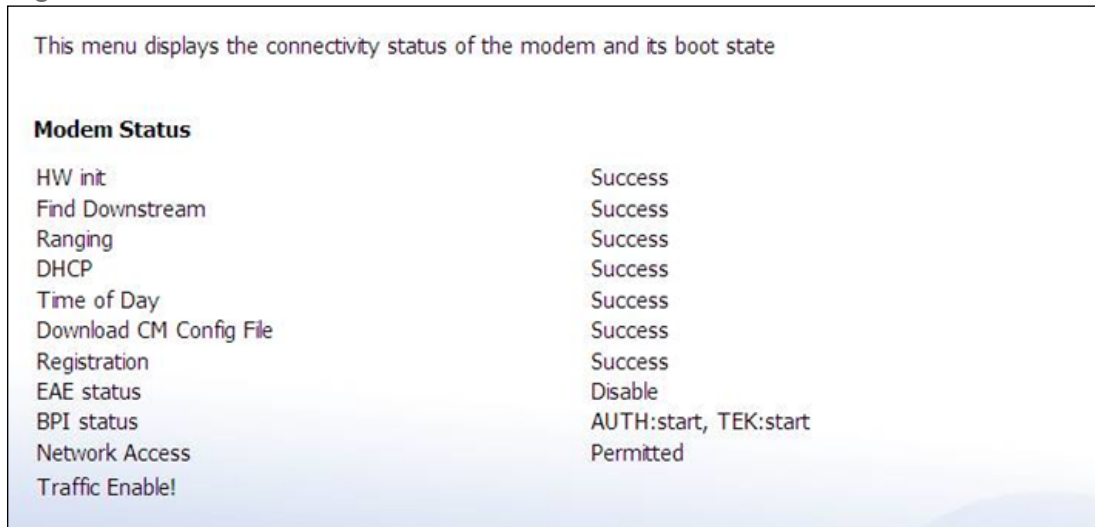 This menu displays the connectivity status of the modem and its boot state
Modem Status
HW init Success
Find Downstream Success
Ranging Success
DHCP Success
Time of Day Success
Download CM Config File Success
Registration Success
EAE status Disable
BPI status AUTH:start, TEK:start
Network Access Permitted
Traffic Enable!